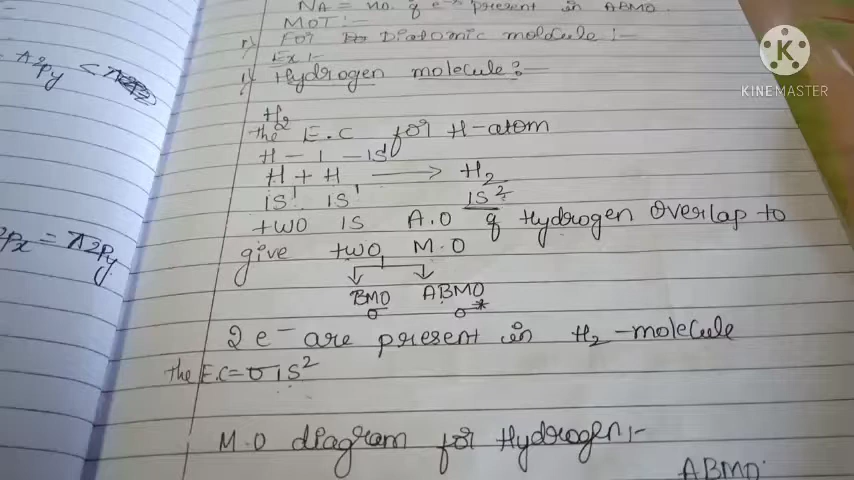 NA = no. of e⁻ present in ABMO.
MOT:-
1) For Diatomic molecule:-
Ex:-
1) Hydrogen molecule:-
H₂
the E.C for H-atom
H - 1 - 1S¹
H + H → H₂
1S¹ 1S¹ 1S²
two 1S A.O of Hydrogen overlap to
give two M.O
BMO ABMO
σ σ*
2 e⁻ are present in H₂-molecule
the E.C = σ1S²
M.O diagram for Hydrogen:-
ABMO
π2py <
2px = π2py
KINEMASTER